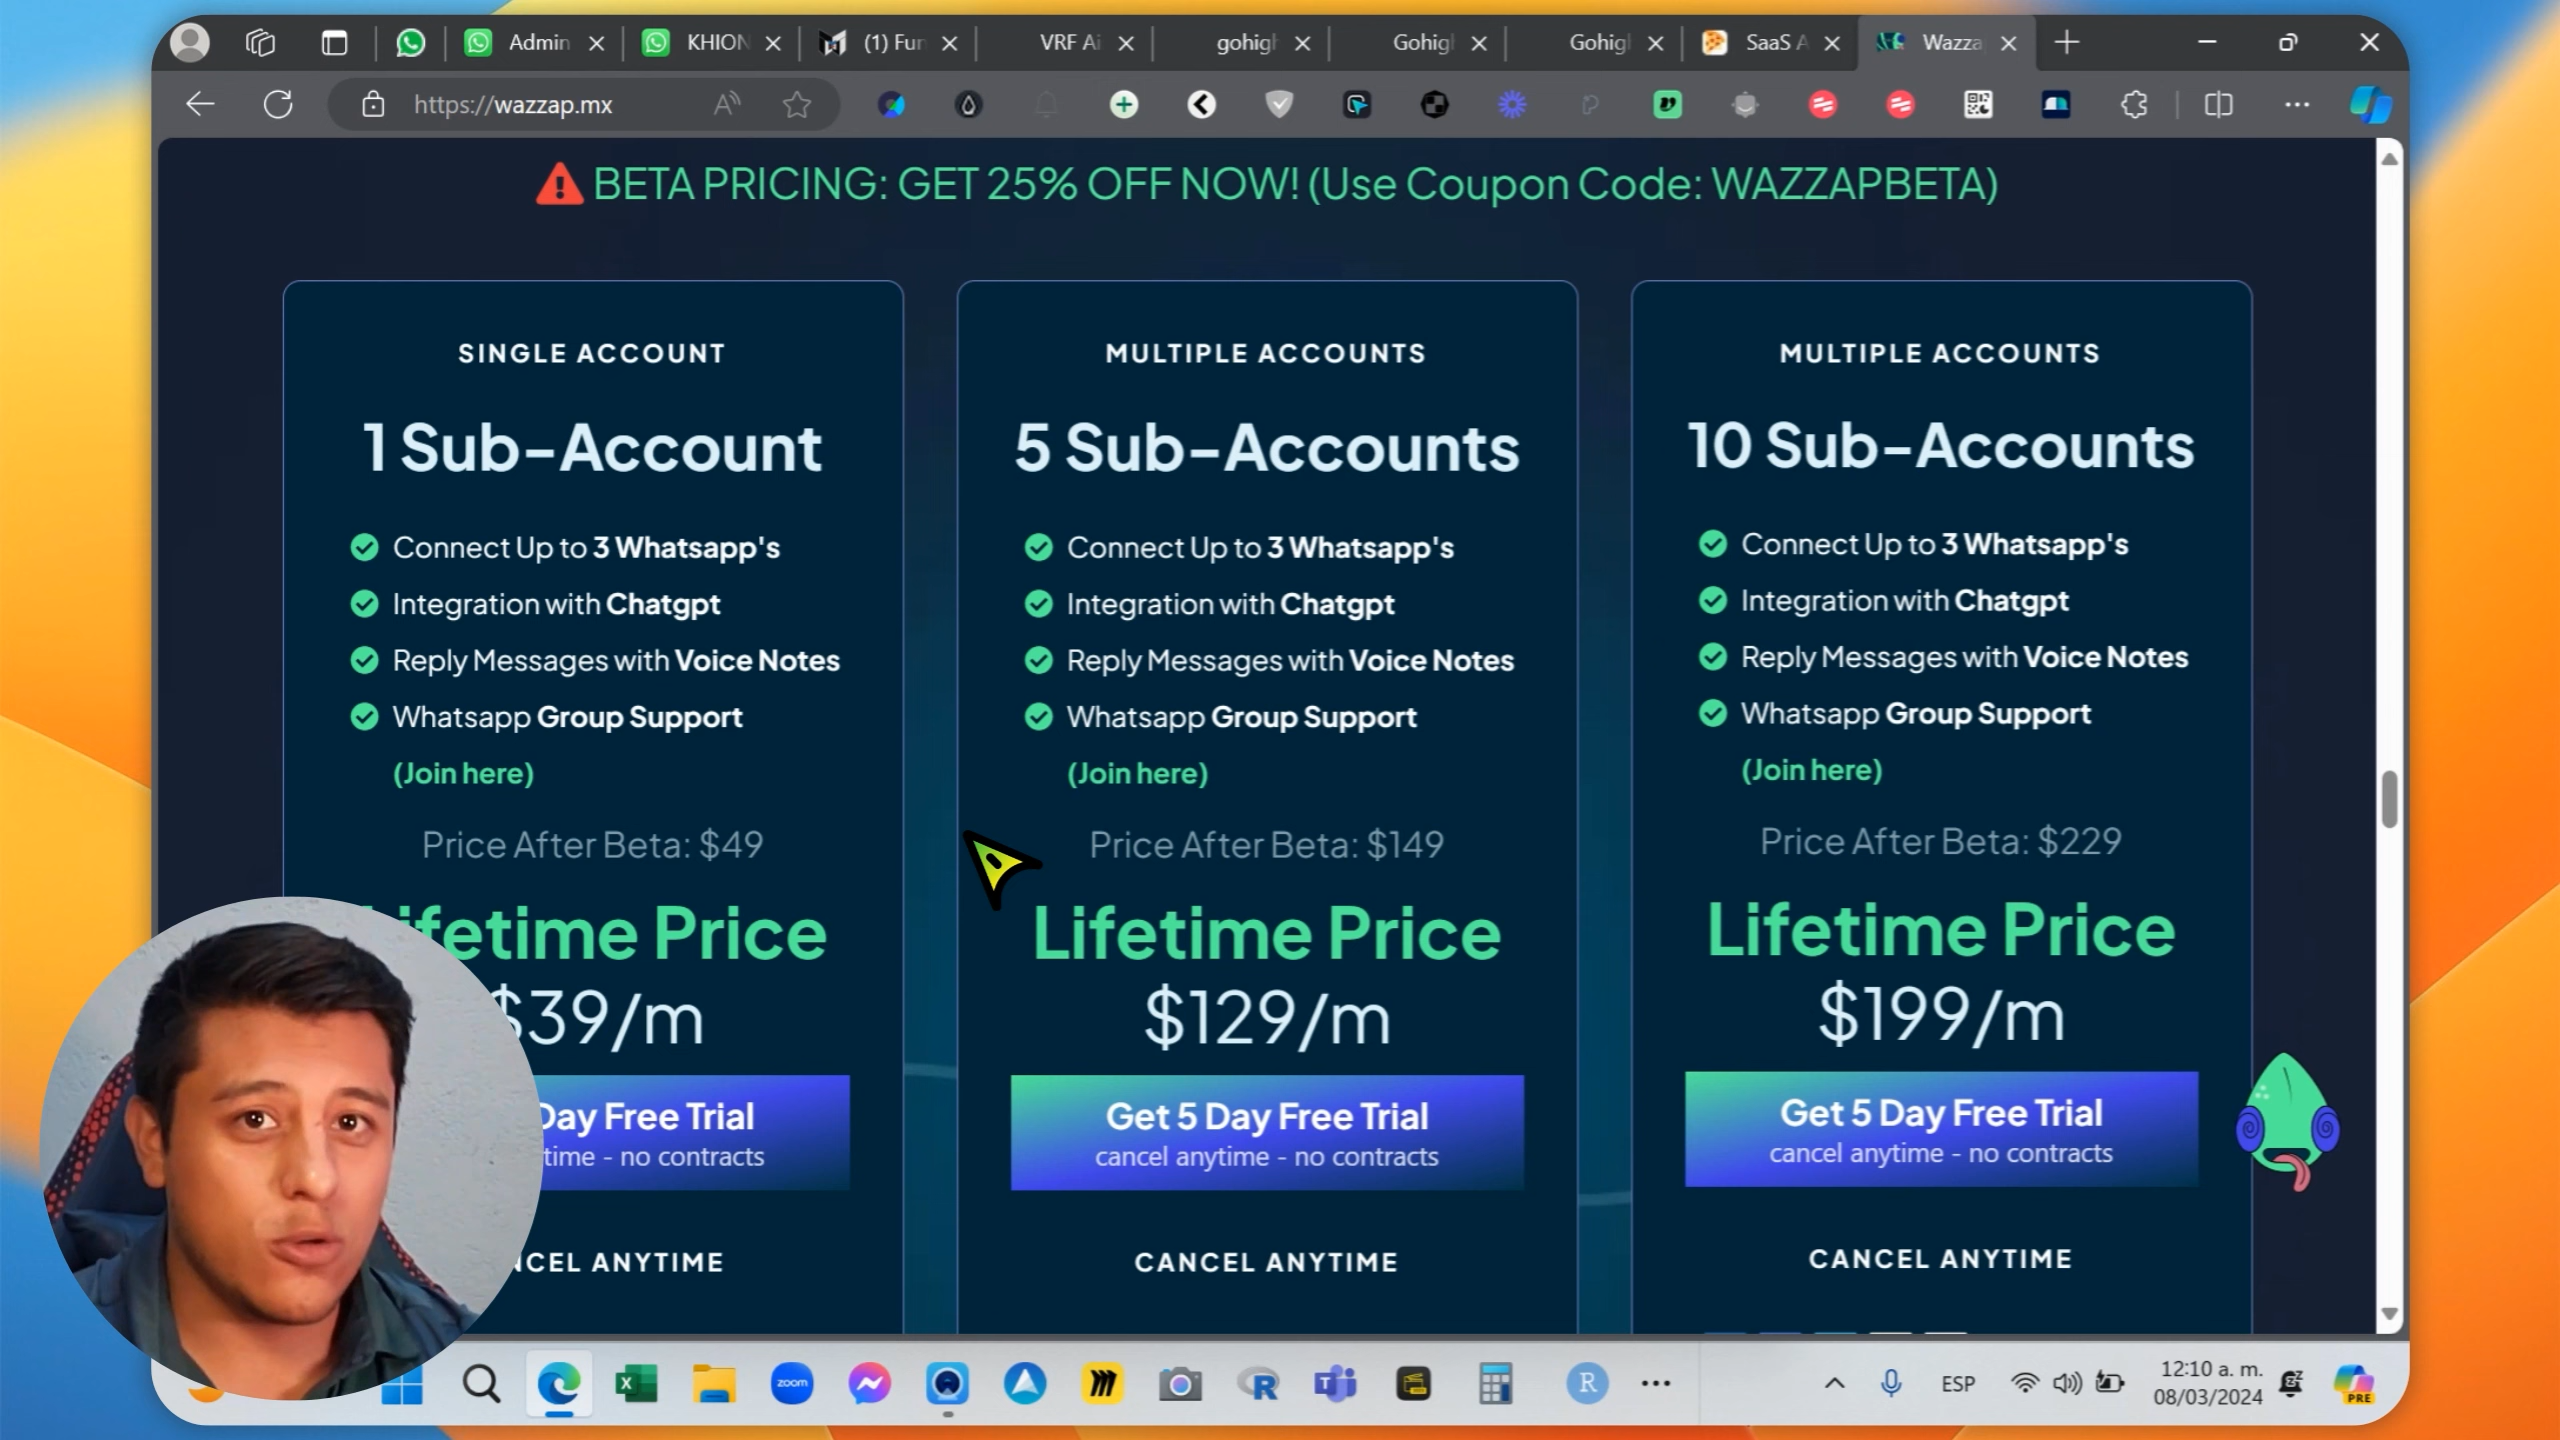 Admin
KHION
(1) Fun
VRF Ai
gohigh
Gohigl
Gohigl
SaaS A
Wazza
https://wazzap.mx
BETA PRICING: GET 25% OFF NOW! (Use Coupon Code: WAZZAPBETA)
SINGLE ACCOUNT
1 Sub-Account
Connect Up to 3 Whatsapp's
Integration with Chatgpt
Reply Messages with Voice Notes
Whatsapp Group Support
(Join here)
Price After Beta: $49
Lifetime Price
$39/m
Day Free Trial
time - no contracts
NCEL ANYTIME
MULTIPLE ACCOUNTS
5 Sub-Accounts
Connect Up to 3 Whatsapp's
Integration with Chatgpt
Reply Messages with Voice Notes
Whatsapp Group Support
(Join here)
Price After Beta: $149
Lifetime Price
$129/m
Get 5 Day Free Trial
cancel anytime - no contracts
CANCEL ANYTIME
MULTIPLE ACCOUNTS
10 Sub-Accounts
Connect Up to 3 Whatsapp's
Integration with Chatgpt
Reply Messages with Voice Notes
Whatsapp Group Support
(Join here)
Price After Beta: $229
Lifetime Price
$199/m
Get 5 Day Free Trial
cancel anytime - no contracts
CANCEL ANYTIME
zoom
R
R
ESP
12:10 a. m.
08/03/2024
PRE